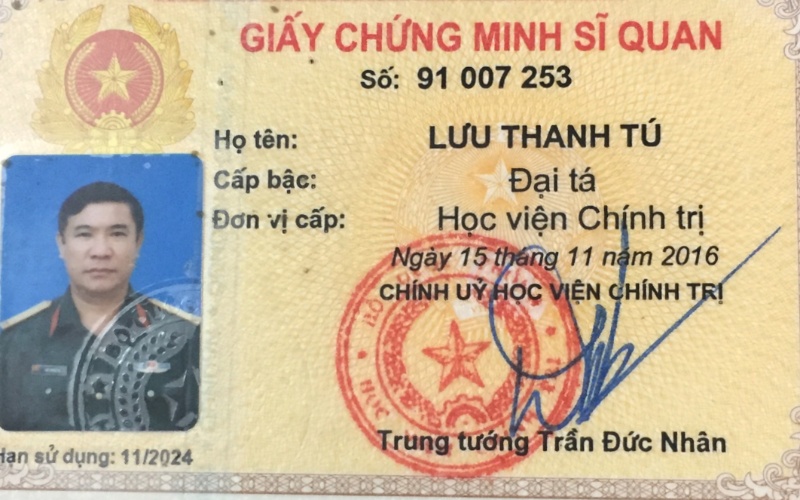 GIẤY CHỨNG MINH SĨ QUAN
Số: 91 007 253
Họ tên: LƯU THANH TÚ
Cấp bậc: Đại tá
Đơn vị cấp: Học viện Chính trị
Ngày 15 tháng 11 năm 2016
CHÍNH UỶ HỌC VIỆN CHÍNH TRỊ
Trung tướng Trần Đức Nhân
Hạn sử dụng: 11/2024